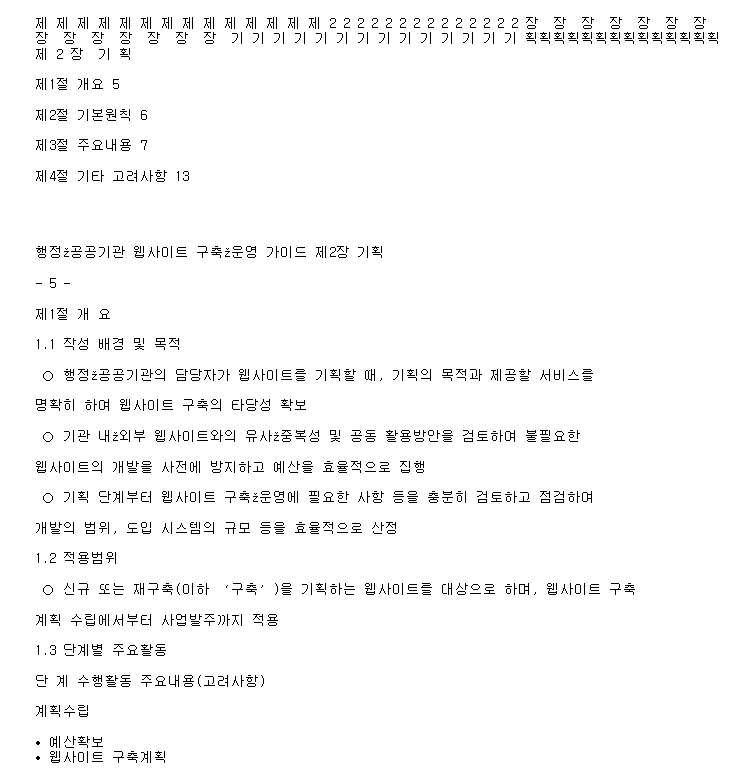 제 제 제 제 제 제 제 제 제 제 제 제 제 제 2 2 2 2 2 2 2 2 2 2 2 2 2 2 장 장 장 장 장 장 장
장 장 장 장 장 장 장 기 기 기 기 기 기 기 기 기 기 기 기 기 기 획획획획획획획획획획획획획획
제 2 장 기 획
제1절 개요 5
제2절 기본원칙 6
제3절 주요내용 7
제4절 기타 고려사항 13
행정ž공공기관 웹사이트 구축ž운영 가이드 제2장 기획
- 5 -
제1절 개 요
1.1 작성 배경 및 목적
○ 행정ž공공기관의 담당자가 웹사이트를 기획할 때, 기획의 목적과 제공할 서비스를
명확히 하여 웹사이트 구축의 타당성 확보
○ 기관 내ž외부 웹사이트와의 유사ž중복성 및 공동 활용방안을 검토하여 불필요한
웹사이트의 개발을 사전에 방지하고 예산을 효율적으로 집행
○ 기획 단계부터 웹사이트 구축ž운영에 필요한 사항 등을 충분히 검토하고 점검하여
개발의 범위, 도입 시스템의 규모 등을 효율적으로 산정
1.2 적용범위
○ 신규 또는 재구축(이하 ‘구축’)을 기획하는 웹사이트를 대상으로 하며, 웹사이트 구축
계획 수립에서부터 사업발주까지 적용
1.3 단계별 주요활동
단 계 수행활동 주요내용(고려사항)
계획수립
• 예산확보
• 웹사이트 구축계획